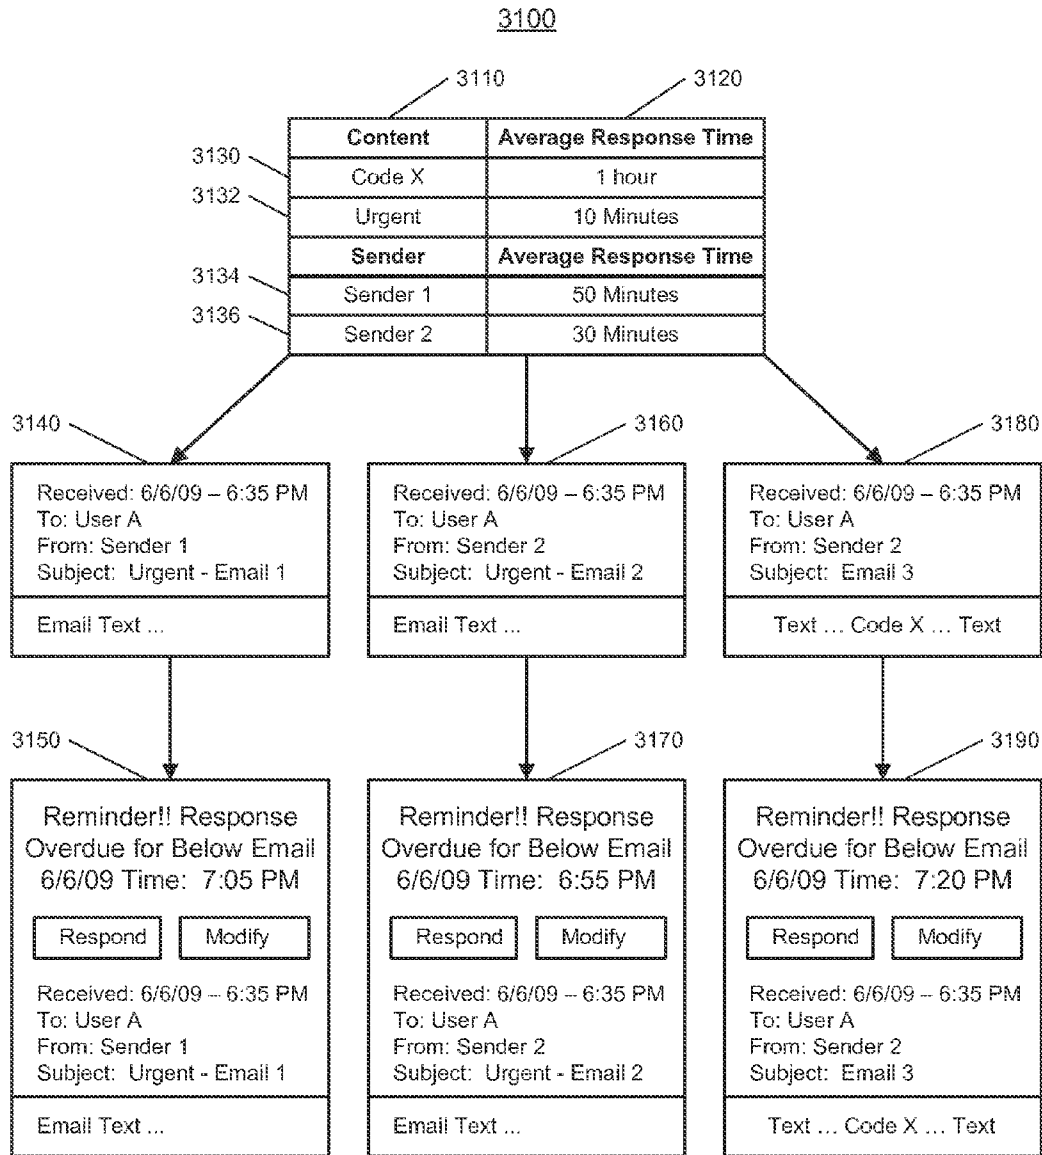 3100
3110
3120
Content Average Response Time
3130
Code X 1 hour
3132
Urgent 10 Minutes
Sender Average Response Time
3134
Sender 1 50 Minutes
3136
Sender 2 30 Minutes
3140
Received: 6/6/09 – 6:35 PM
To: User A
From: Sender 1
Subject: Urgent - Email 1
Email Text ...
3160
Received: 6/6/09 – 6:35 PM
To: User A
From: Sender 2
Subject: Urgent - Email 2
Email Text ...
3180
Received: 6/6/09 – 6:35 PM
To: User A
From: Sender 2
Subject: Email 3
Text ... Code X ... Text
3150
Reminder!! Response
Overdue for Below Email
6/6/09 Time: 7:05 PM
Respond Modify
Received: 6/6/09 – 6:35 PM
To: User A
From: Sender 1
Subject: Urgent - Email 1
Email Text ...
3170
Reminder!! Response
Overdue for Below Email
6/6/09 Time: 6:55 PM
Respond Modify
Received: 6/6/09 – 6:35 PM
To: User A
From: Sender 2
Subject: Urgent - Email 2
Email Text ...
3190
Reminder!! Response
Overdue for Below Email
6/6/09 Time: 7:20 PM
Respond Modify
Received: 6/6/09 – 6:35 PM
To: User A
From: Sender 2
Subject: Email 3
Text ... Code X ... Text